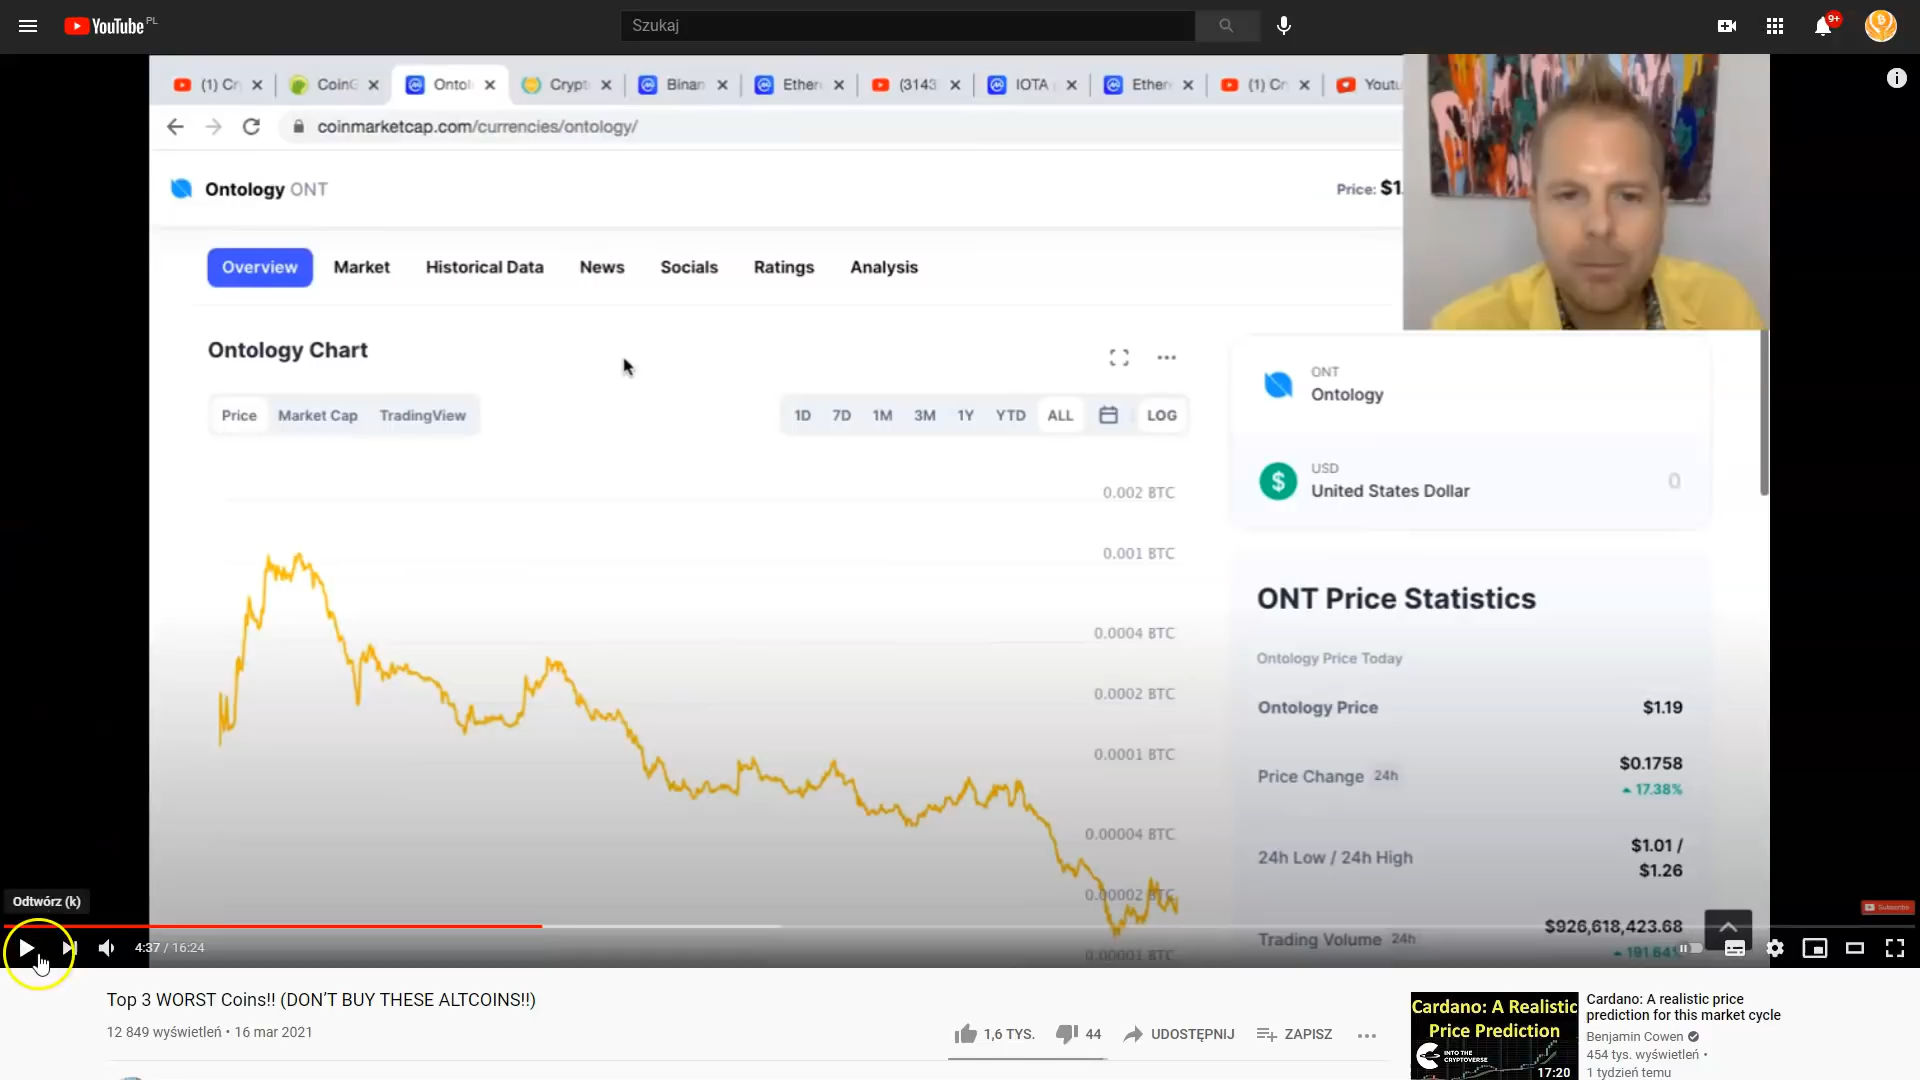 YouTube PL
Szukaj
9+
(1) Cr
CoinG
Ontol
Crypt
Binan
Ether
(3143
IOTA
Ether
(1) Cr
Youtu
coinmarketcap.com/currencies/ontology/
Ontology ONT
Price: $1.
Overview
Market
Historical Data
News
Socials
Ratings
Analysis
Ontology Chart
Price
Market Cap
TradingView
1D
7D
1M
3M
1Y
YTD
ALL
LOG
0.002 BTC
0.001 BTC
0.0004 BTC
0.0002 BTC
0.0001 BTC
0.00004 BTC
0.00002 BTC
0.00001 BTC
ONT
Ontology
USD
United States Dollar
0
ONT Price Statistics
Ontology Price Today
Ontology Price
$1.19
Price Change 24h
$0.1758
17.38%
24h Low / 24h High
$1.01 /
$1.26
Trading Volume 24h
$926,618,423.68
191.64%
Subscribe
Odtwórz (k)
4:37 / 16:24
Top 3 WORST Coins!! (DON’T BUY THESE ALTCOINS!!)
12 849 wyświetleń • 16 mar 2021
1,6 TYS.
44
UDOSTĘPNIJ
ZAPISZ
Cardano: A Realistic
Price Prediction
INTO THE
CRYPTOVERSE
17:20
Cardano: A realistic price
prediction for this market cycle
Benjamin Cowen
454 tys. wyświetleń •
1 tydzień temu